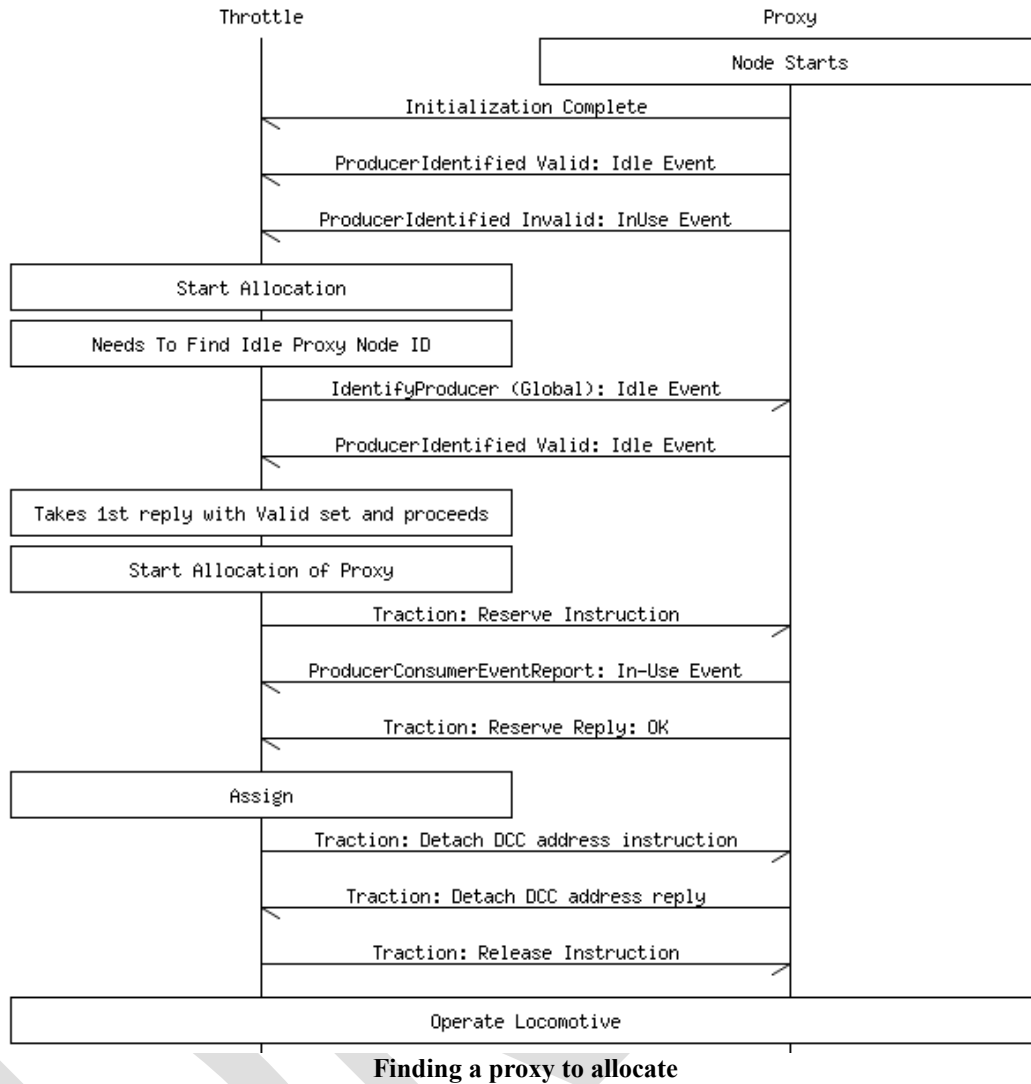 Throttle Proxy
Node Starts
Initialization Complete
ProducerIdentified Valid: Idle Event
ProducerIdentified Invalid: InUse Event
Start Allocation
Needs To Find Idle Proxy Node ID
IdentifyProducer (Global): Idle Event
ProducerIdentified Valid: Idle Event
Takes 1st reply with Valid set and proceeds
Start Allocation of Proxy
Traction: Reserve Instruction
ProducerConsumerEventReport: In-Use Event
Traction: Reserve Reply: OK
Assign
Traction: Detach DCC address instruction
Traction: Detach DCC address reply
Traction: Release Instruction
Operate Locomotive
Finding a proxy to allocate